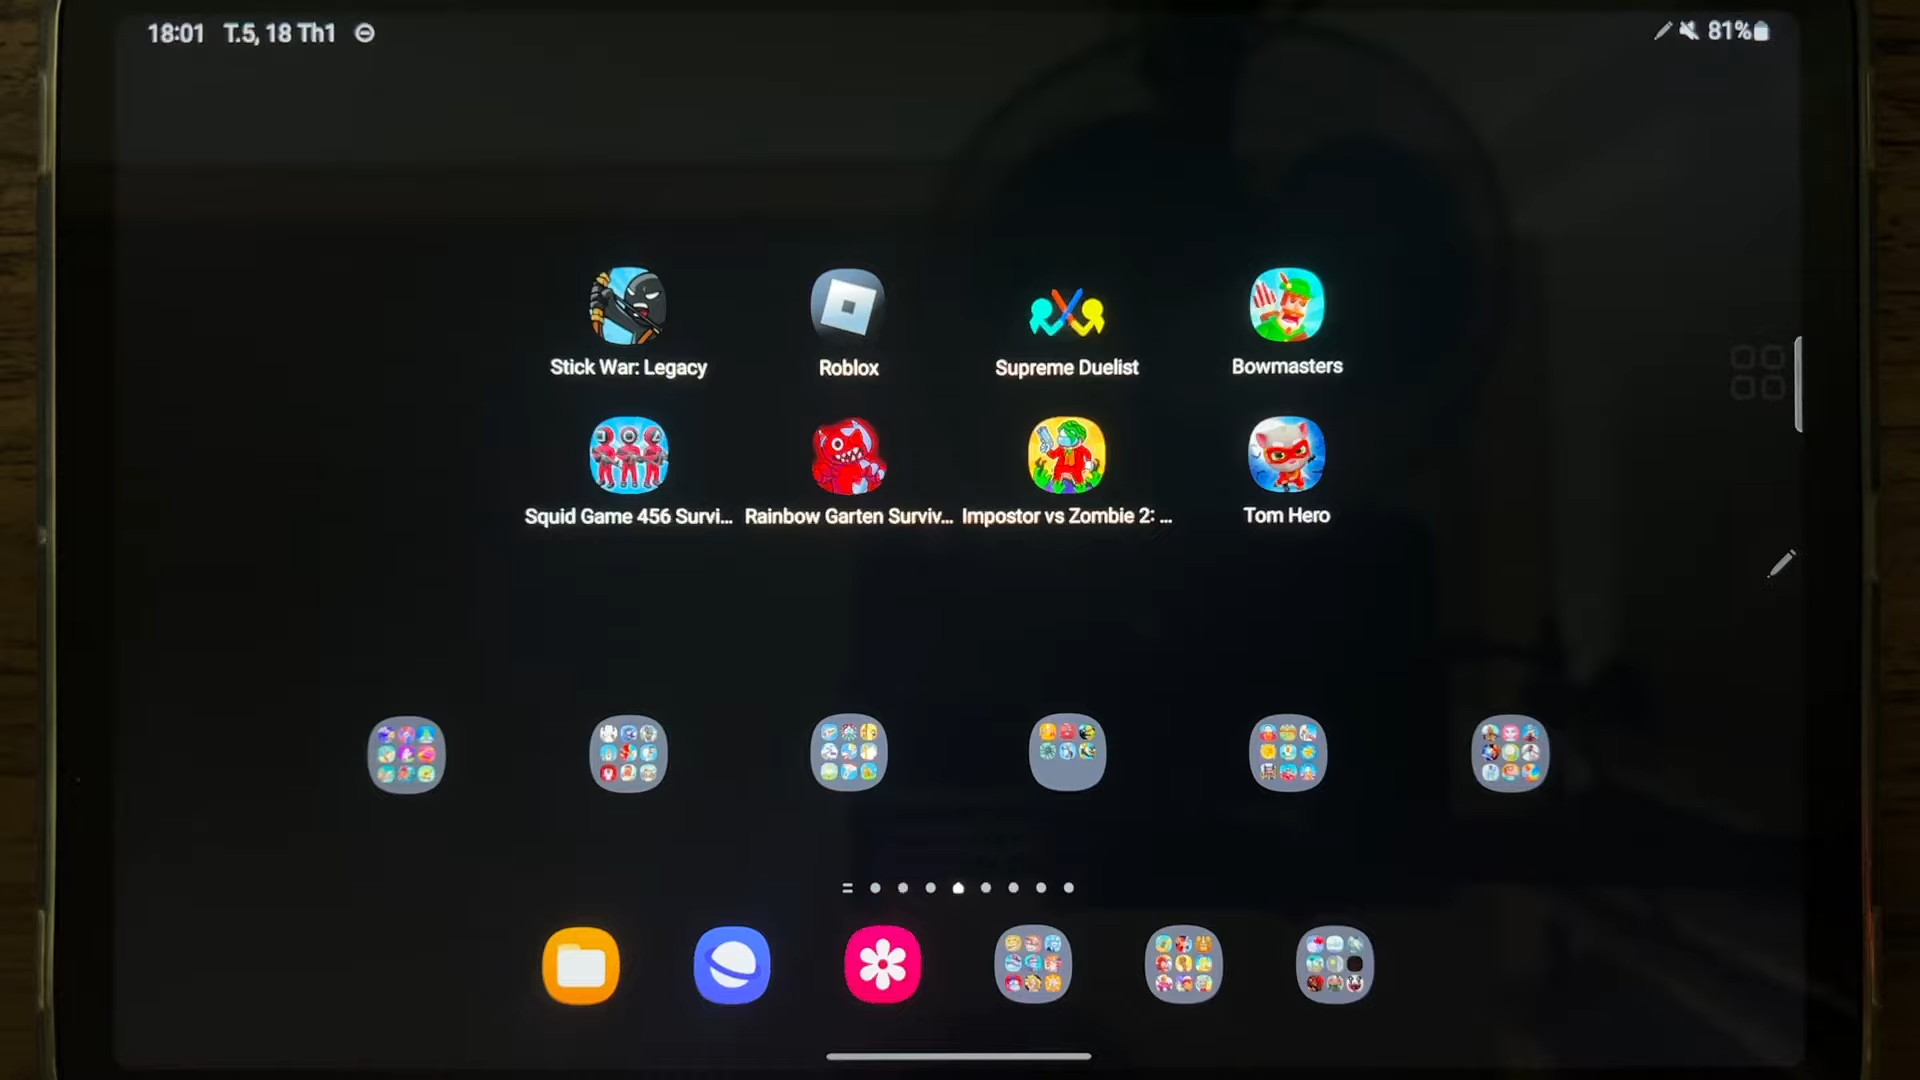 18:01 T.5, 18 Th1
81%
Stick War: Legacy
Roblox
Supreme Duelist
Bowmasters
Squid Game 456 Survi...
Rainbow Garten Surviv...
Impostor vs Zombie 2: ...
Tom Hero